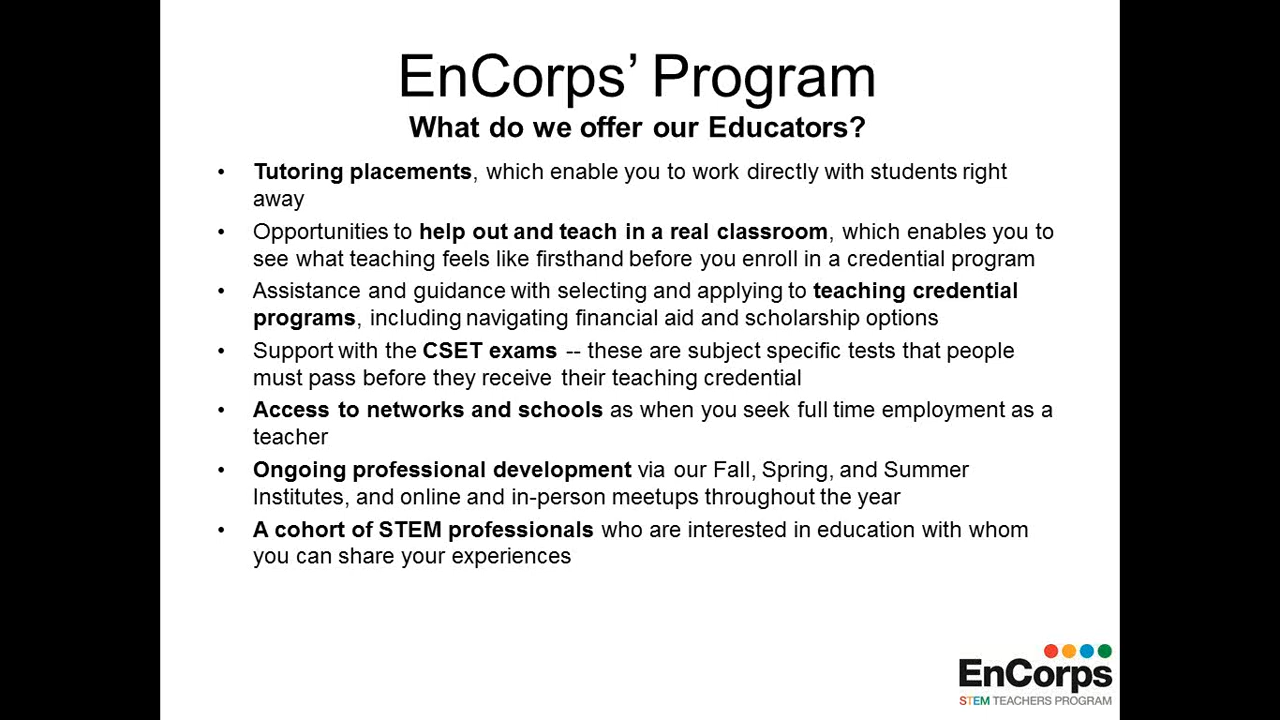 EnCorps’ Program
What do we offer our Educators?
• Tutoring placements, which enable you to work directly with students right
away
• Opportunities to help out and teach in a real classroom, which enables you to
see what teaching feels like firsthand before you enroll in a credential program
• Assistance and guidance with selecting and applying to teaching credential
programs, including navigating financial aid and scholarship options
• Support with the CSET exams -- these are subject specific tests that people
must pass before they receive their teaching credential
• Access to networks and schools as when you seek full time employment as a
teacher
• Ongoing professional development via our Fall, Spring, and Summer
Institutes, and online and in-person meetups throughout the year
• A cohort of STEM professionals who are interested in education with whom
you can share your experiences
EnCorps
STEM TEACHERS PROGRAM